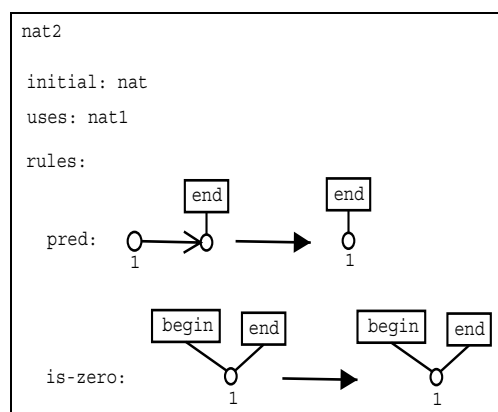 nat2
initial: nat
uses: nat1
rules:
end end
pred: 1 1
begin end begin end
is-zero: 1 1